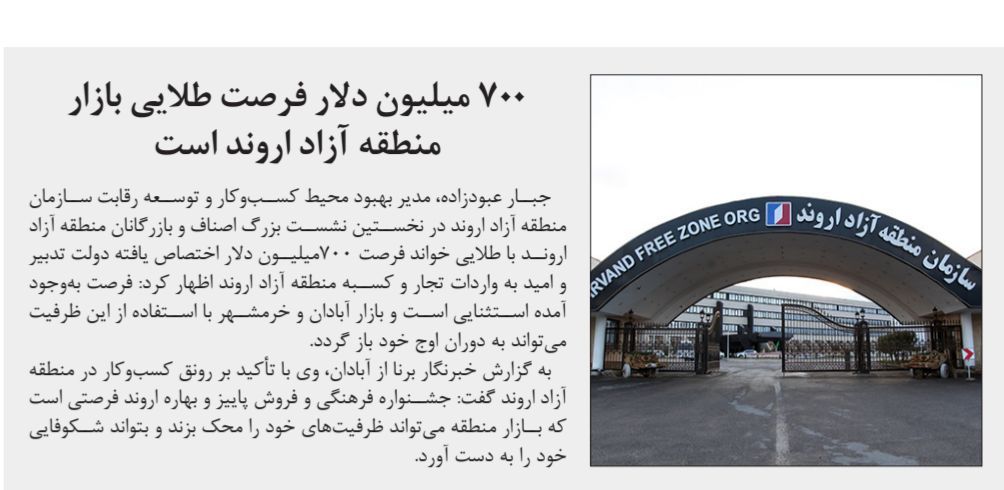 ۷۰۰ میلیون دلار فرصت طلایی بازار
منطقه آزاد اروند است
جبار عبودزاده، مدیر بهبود محیط کسب‌وکار و توسعه رقابت سازمان
منطقه آزاد اروند در نخستین نشست بزرگ اصناف و بازرگانان منطقه آزاد
اروند با طلایی خواند فرصت ۷۰۰میلیون دلار اختصاص یافته دولت تدبیر
و امید به واردات تجار و کسبه منطقه آزاد اروند اظهار کرد: فرصت به‌وجود
آمده استثنایی است و بازار آبادان و خرمشهر با استفاده از این ظرفیت
می‌تواند به دوران اوج خود باز گردد.
به گزارش خبرنگار برنا از آبادان، وی با تأکید بر رونق کسب‌وکار در منطقه
آزاد اروند گفت: جشنواره فرهنگی و فروش پاییز و بهاره اروند فرصتی است
که بازار منطقه می‌تواند ظرفیت‌های خود را محک بزند و بتواند شکوفایی
خود را به دست آورد.
سازمان منطقه آزاد اروند
RVAND FREE ZONE ORG